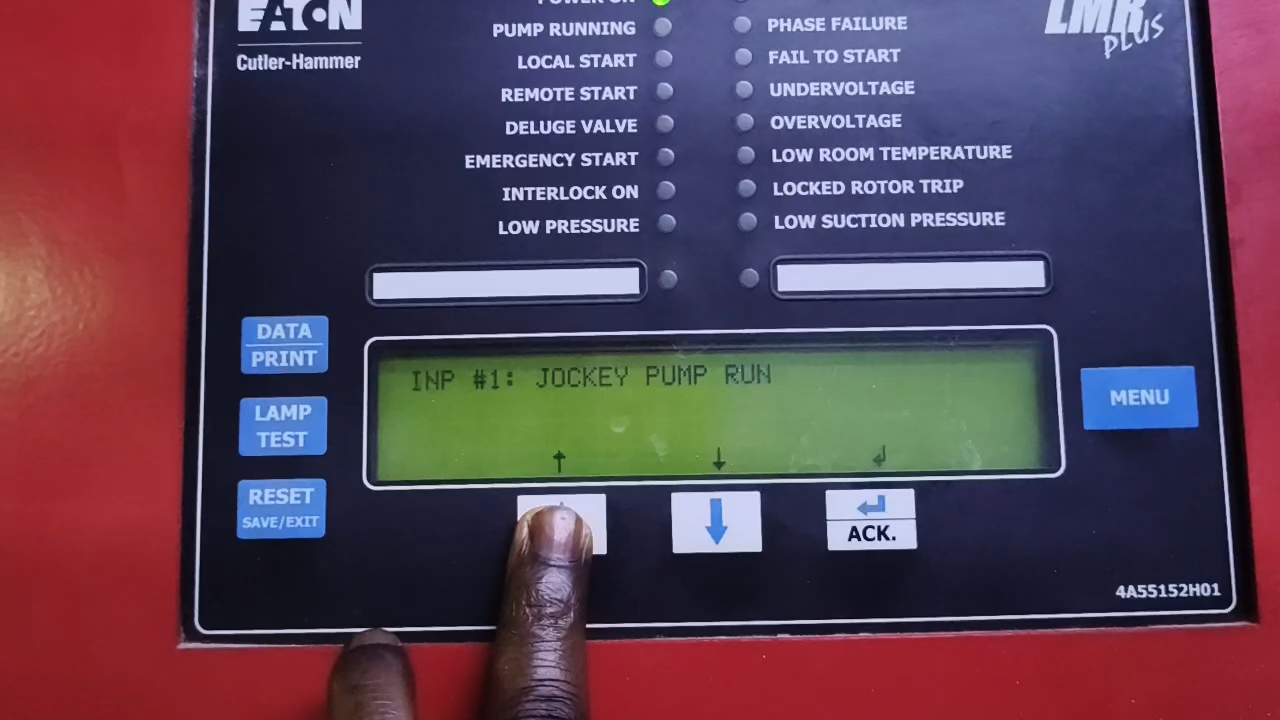 EATON
Cutler-Hammer
POWER ON
PUMP RUNNING
LOCAL START
REMOTE START
DELUGE VALVE
EMERGENCY START
INTERLOCK ON
LOW PRESSURE
PHASE FAILURE
FAIL TO START
UNDERVOLTAGE
OVERVOLTAGE
LOW ROOM TEMPERATURE
LOCKED ROTOR TRIP
LOW SUCTION PRESSURE
LMR
PLUS
DATA
PRINT
LAMP
TEST
RESET
SAVE/EXIT
INP #1: JOCKEY PUMP RUN
MENU
ACK.
4A55152H01